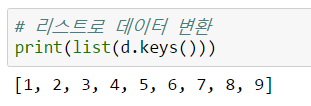 # 리스트로 데이터 변환
print(list(d.keys()))
[1, 2, 3, 4, 5, 6, 7, 8, 9]